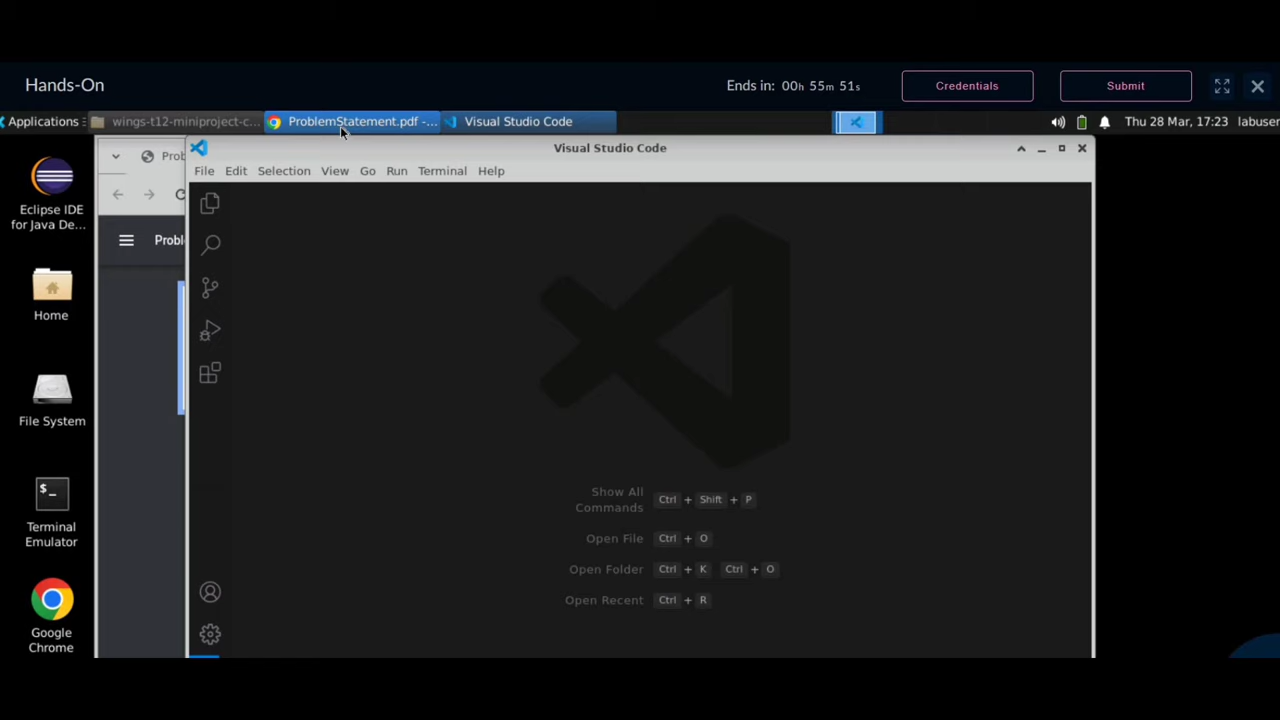 Hands-On
Ends in: 00h 55m 51s
Credentials
Submit
Applications
wings-t12-miniproject-c...
ProblemStatement.pdf -...
Visual Studio Code
Thu 28 Mar, 17:23
labuser
Prob
Visual Studio Code
File Edit Selection View Go Run Terminal Help
Probl
Eclipse IDE
for Java De...
Home
File System
$_
Terminal
Emulator
Google
Chrome
Show All
Commands
Ctrl + Shift + P
Open File
Ctrl + O
Open Folder
Ctrl + K Ctrl + O
Open Recent
Ctrl + R